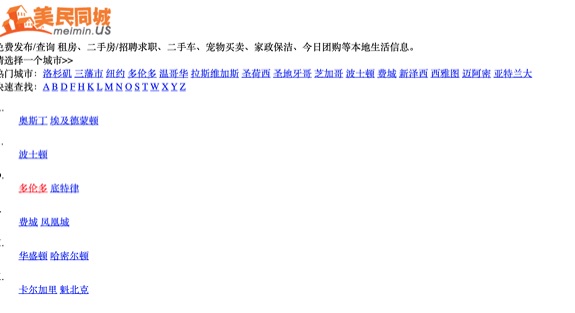 美民同城
meimin.US
免费发布/查询 租房、二手房/招聘求职、二手车、宠物买卖、家政保洁、今日团购等本地生活信息。
请选择一个城市>>
热门城市: 洛杉矶 三藩市 纽约 多伦多 温哥华 拉斯维加斯 圣荷西 圣地牙哥 芝加哥 波士顿 费城 新泽西 西雅图 迈阿密 亚特兰大
快速查找: A B D F H K L M N O S T W X Y Z
奥斯丁 埃及德蒙顿
波士顿
多伦多 底特律
费城 凤凰城
华盛顿 哈密尔顿
卡尔加里 魁北克